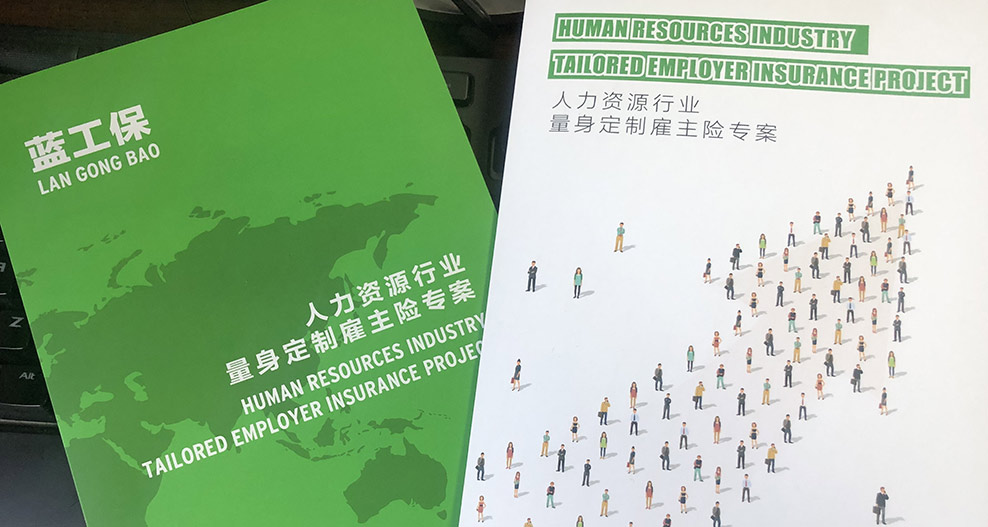 蓝工保
LAN GONG BAO
人力资源行业
量身定制雇主险专案
HUMAN RESOURCES INDUSTRY
TAILORED EMPLOYER INSURANCE
HUMAN RESOURCES INDUSTRY
TAILORED EMPLOYER INSURANCE PROJECT
人力资源行业
量身定制雇主险专案
Z
Alt